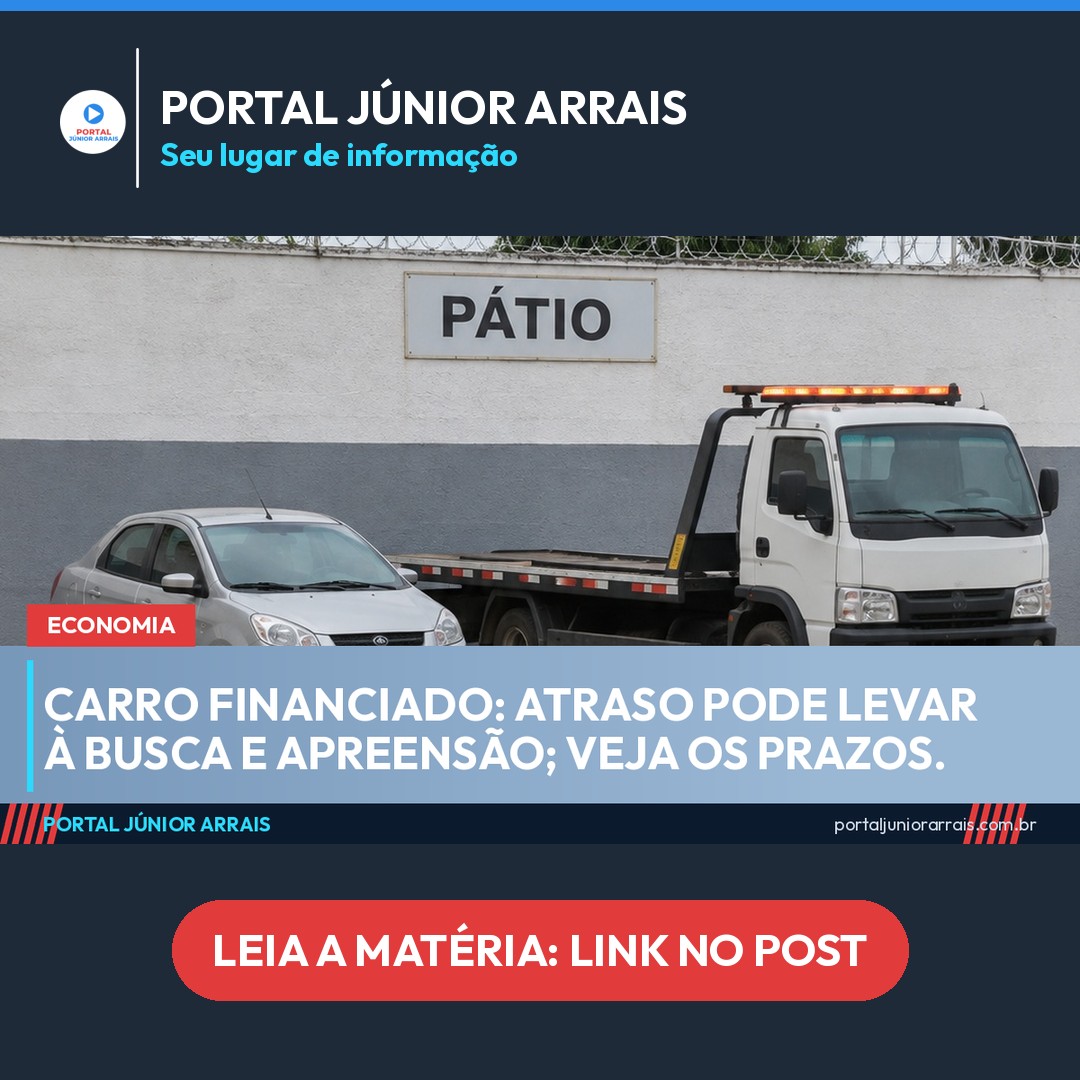 PORTAL JÚNIOR ARRAIS
Seu lugar de informação
PORTAL
JÚNIOR ARRAIS
PÁTIO
ECONOMIA
CARRO FINANCIADO: ATRASO PODE LEVAR
À BUSCA E APREENSÃO; VEJA OS PRAZOS.
PORTAL JÚNIOR ARRAIS
portaljuniorarrais.com.br
LEIA A MATÉRIA: LINK NO POST